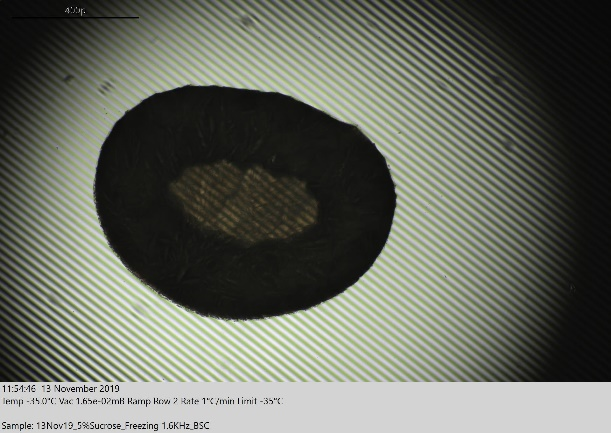 400μ
11:54:46 13 November 2019
Temp -35.0°C Vac 1.65e-02mB Ramp Row 2 Rate 1°C/min Limit -35°C
Sample: 13Nov19_5%Sucrose_Freezing 1.6KHz_BSC